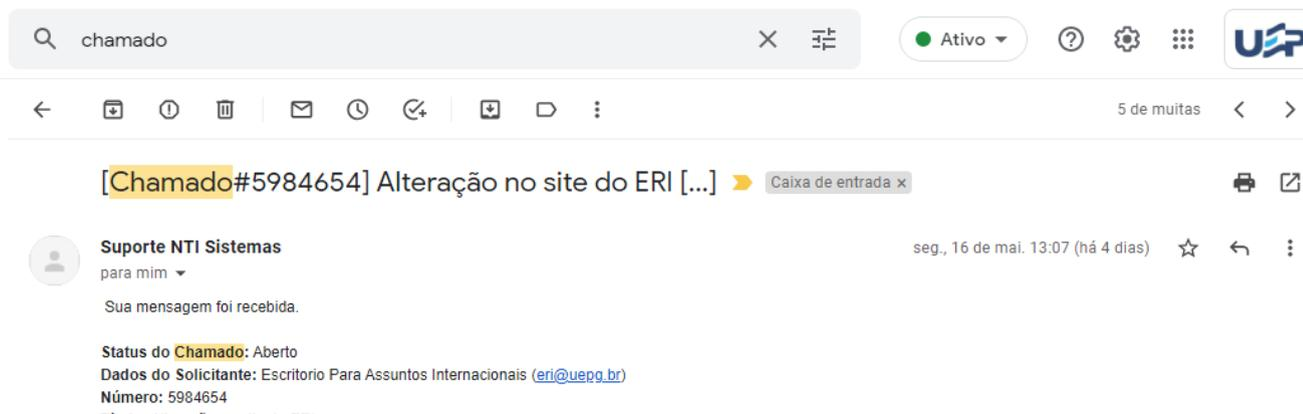 chamado
Ativo
UEP
5 de muitas
[Chamado#5984654] Alteração no site do ERI [...]
Caixa de entrada x
Suporte NTI Sistemas
seg., 16 de mai. 13:07 (há 4 dias)
para mim
Sua mensagem foi recebida.
Status do Chamado: Aberto
Dados do Solicitante: Escritorio Para Assuntos Internacionais (eri@uepg.br)
Número: 5984654